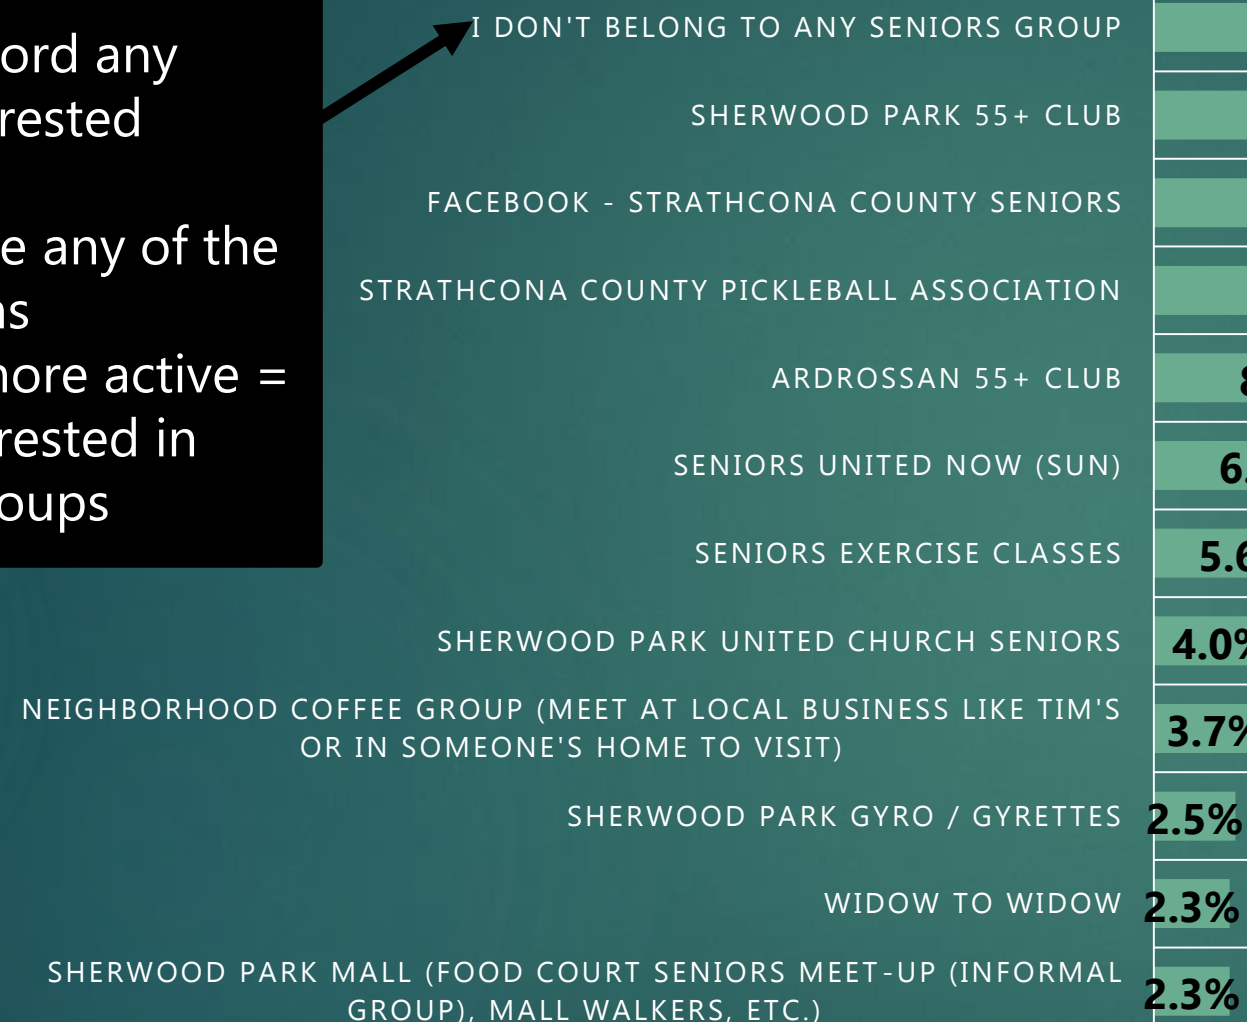 ord any
rested
e any of the
ns
more active =
rested in
oups
I DON'T BELONG TO ANY SENIORS GROUP
SHERWOOD PARK 55+ CLUB
FACEBOOK - STRATHCONA COUNTY SENIORS
STRATHCONA COUNTY PICKLEBALL ASSOCIATION
ARDROSSAN 55+ CLUB
SENIORS UNITED NOW (SUN) 6.
SENIORS EXERCISE CLASSES 5.6
SHERWOOD PARK UNITED CHURCH SENIORS 4.0%
NEIGHBORHOOD COFFEE GROUP (MEET AT LOCAL BUSINESS LIKE TIM'S
OR IN SOMEONE'S HOME TO VISIT) 3.7%
SHERWOOD PARK GYRO / GYRETTES 2.5%
WIDOW TO WIDOW 2.3%
SHERWOOD PARK MALL (FOOD COURT SENIORS MEET-UP (INFORMAL
GROUP), MALL WALKERS, ETC.) 2.3%